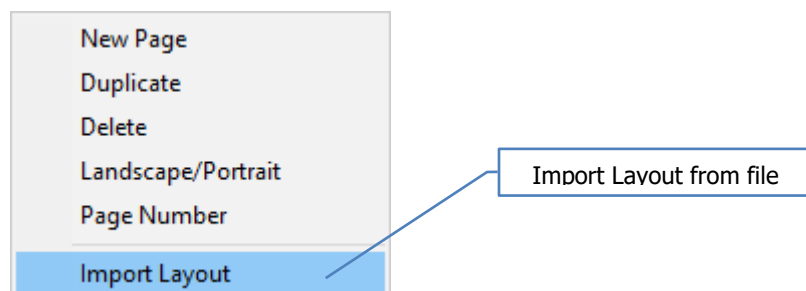 New Page
Duplicate
Delete
Landscape/Portrait
Page Number
Import Layout
Import Layout from file